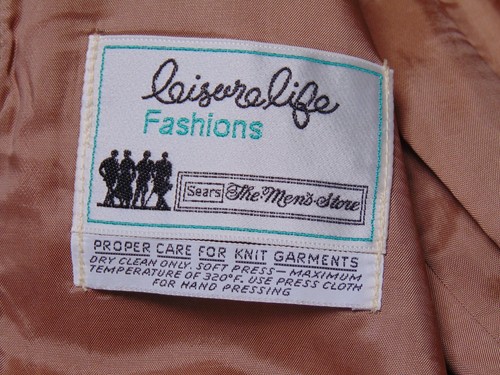 leisure life
Fashions
Sears The Men's Store
PROPER CARE FOR KNIT GARMENTS
DRY CLEAN ONLY. SOFT PRESS — MAXIMUM
TEMPERATURE OF 320°F. USE PRESS CLOTH
FOR HAND PRESSING